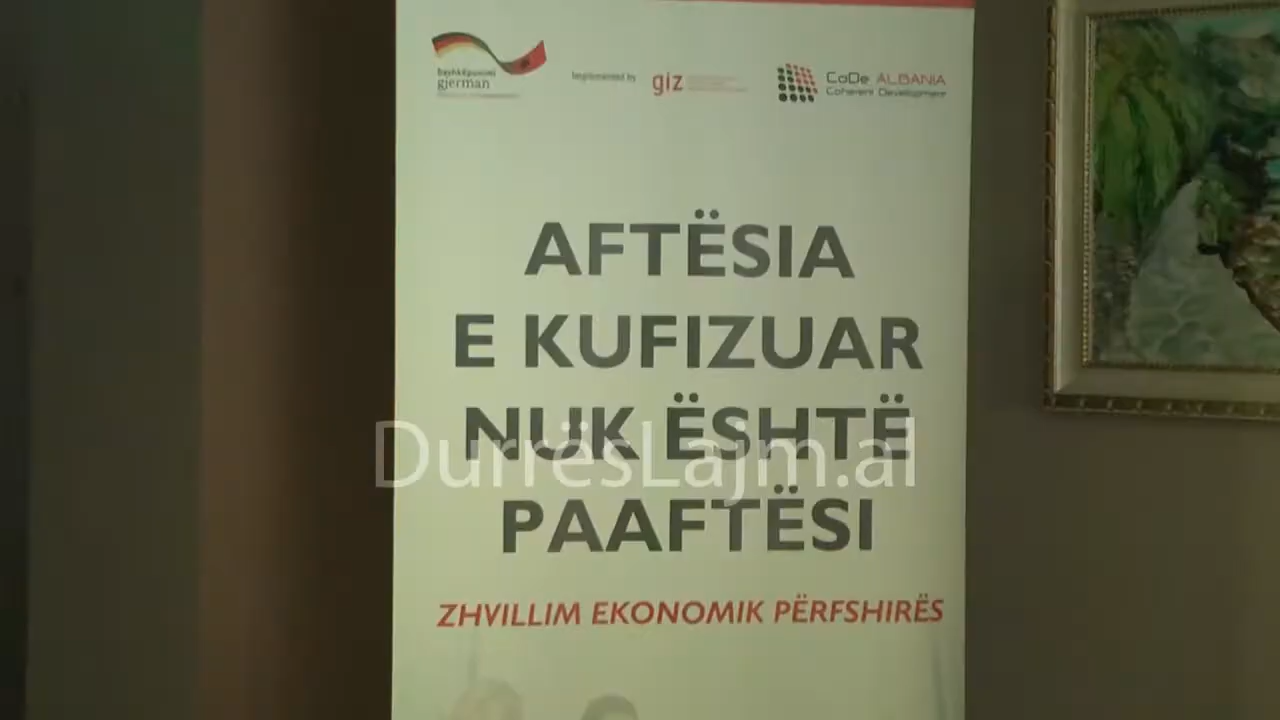 bashkëpunimi
gjerman
Implemented by
giz
CoDe ALBANIA
Coherent Development
AFTËSIA
E KUFIZUAR
NUK ËSHTË
PAAFTËSI
DurrësLajm.al
ZHVILLIM EKONOMIK PËRFSHIRËS